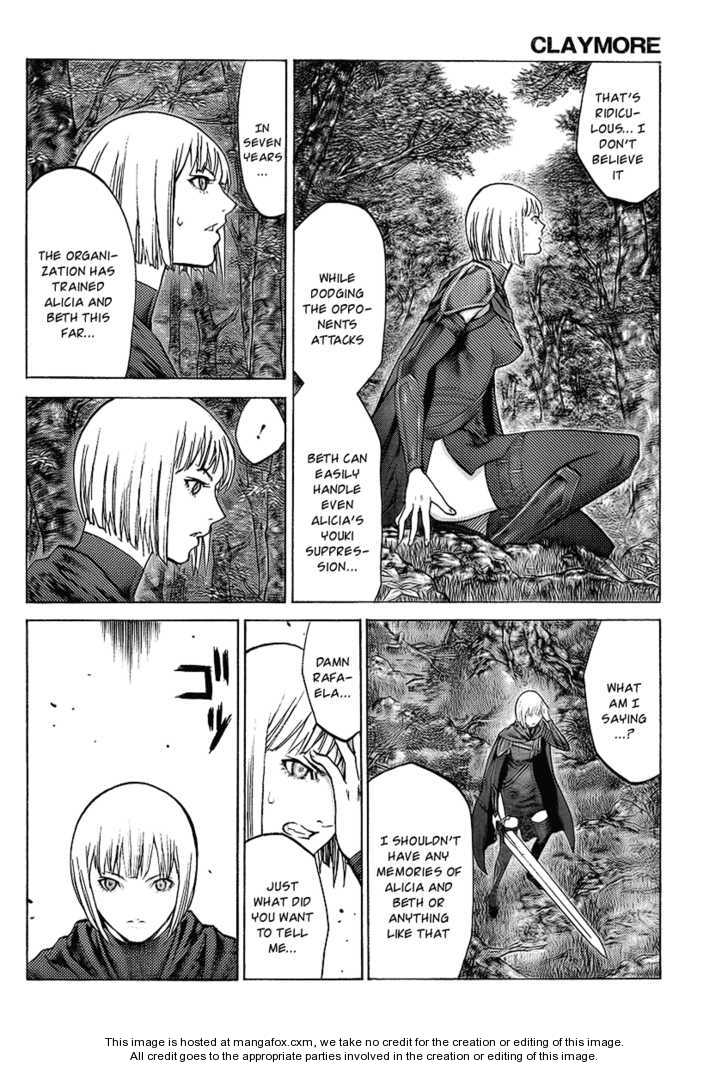 CLAYMORE
THAT'S
RIDICU-
LOUS... I
DON'T
BELIEVE
IT
WHILE
DODGING
THE OPPO-
NENTS
ATTACKS
BETH CAN
EASILY
HANDLE
EVEN
ALICIA'S
YOUKI
SUPPRES-
SION...
IN
SEVEN
YEARS
...
THE ORGANI-
ZATION HAS
TRAINED
ALICIA AND
BETH THIS
FAR...
!
WHAT
AM I
SAYING
...?
I SHOULDN'T
HAVE ANY
MEMORIES OF
ALICIA AND
BETH OR
ANYTHING
LIKE THAT
DAMN
RAFA-
ELA...
JUST
WHAT DID
YOU WANT
TO TELL
ME...
ゴッ
This image is hosted at mangafox.cxm, we take no credit for the creation or editing of this image.
All credit goes to the appropriate parties involved in the creation or editing of this image.